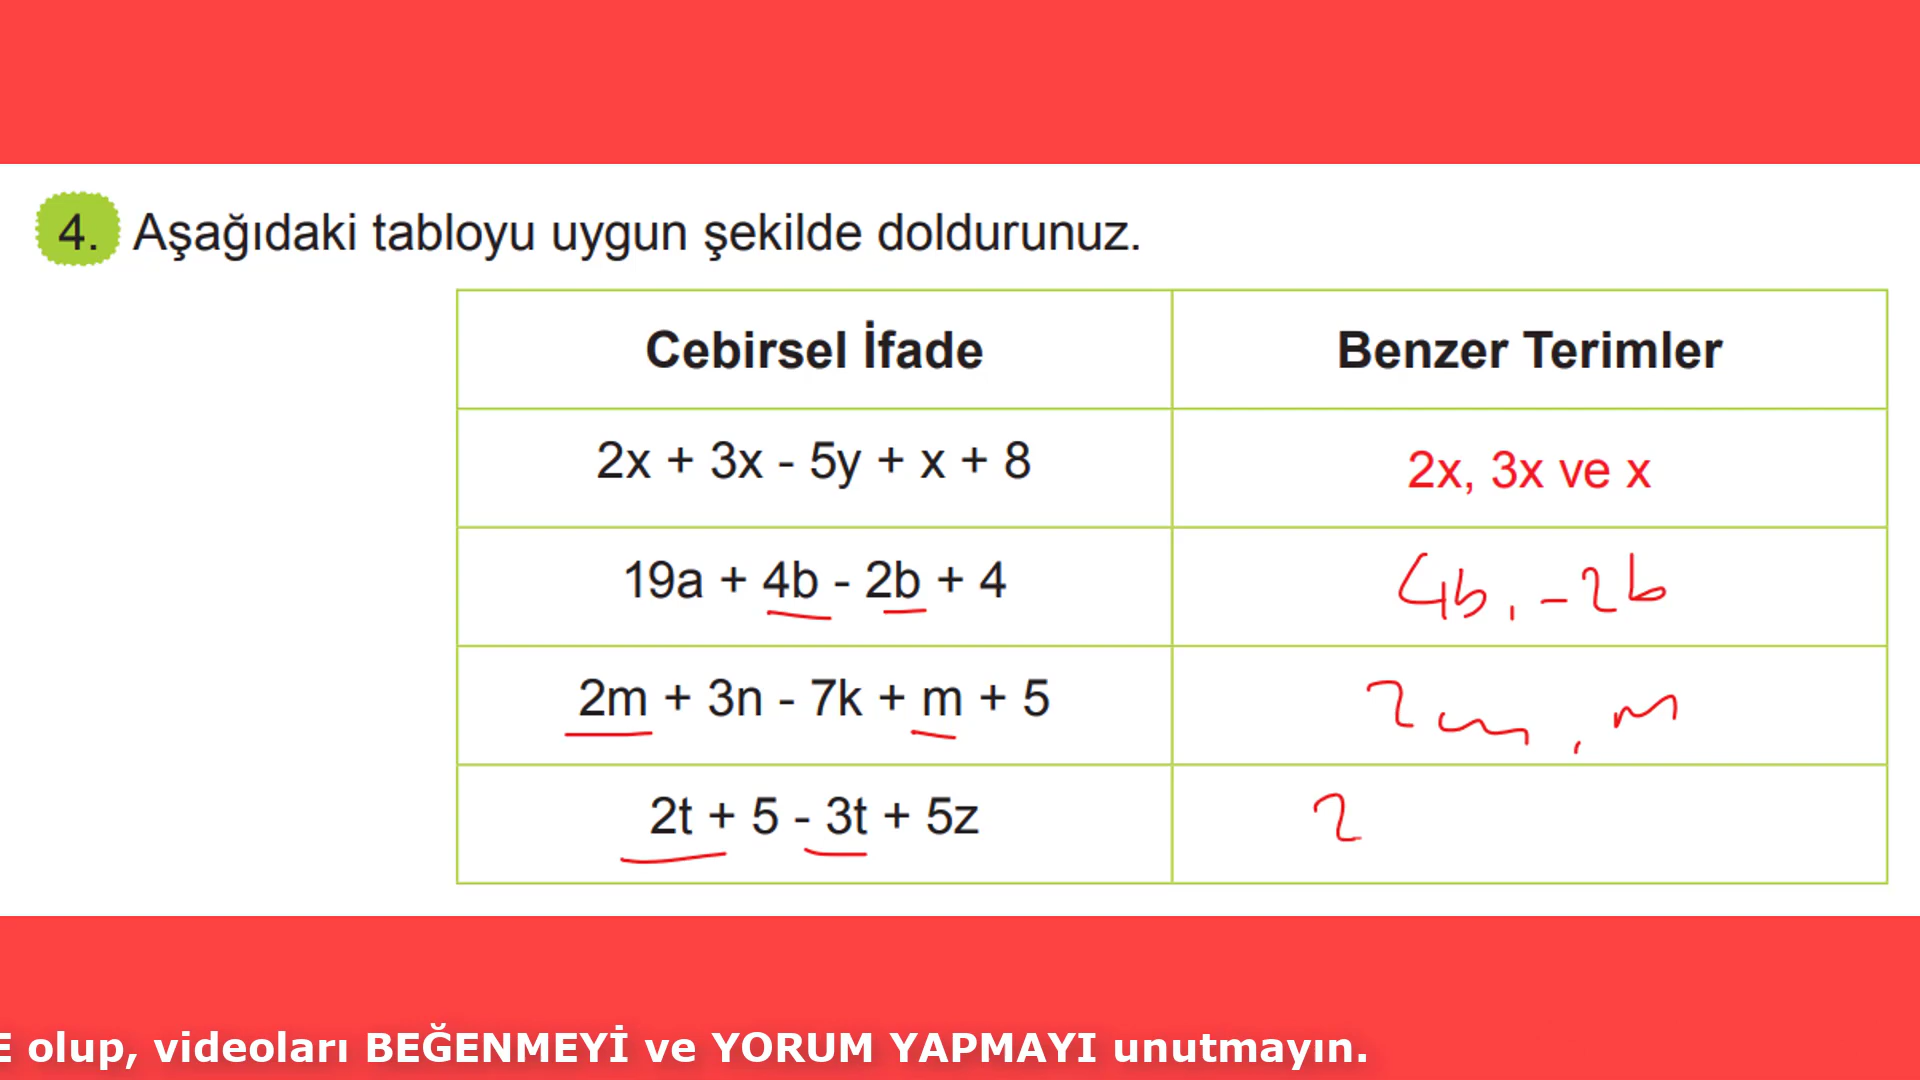 4. Aşağıdaki tabloyu uygun şekilde doldurunuz.
Cebirsel İfade Benzer Terimler
2x + 3x - 5y + x + 8 2x, 3x ve x
19a + 4b - 2b + 4 4b, -2b
2m + 3n - 7k + m + 5 2m, m
2t + 5 - 3t + 5z 2
E olup, videoları BEĞENMEYİ ve YORUM YAPMAYI unutmayın.